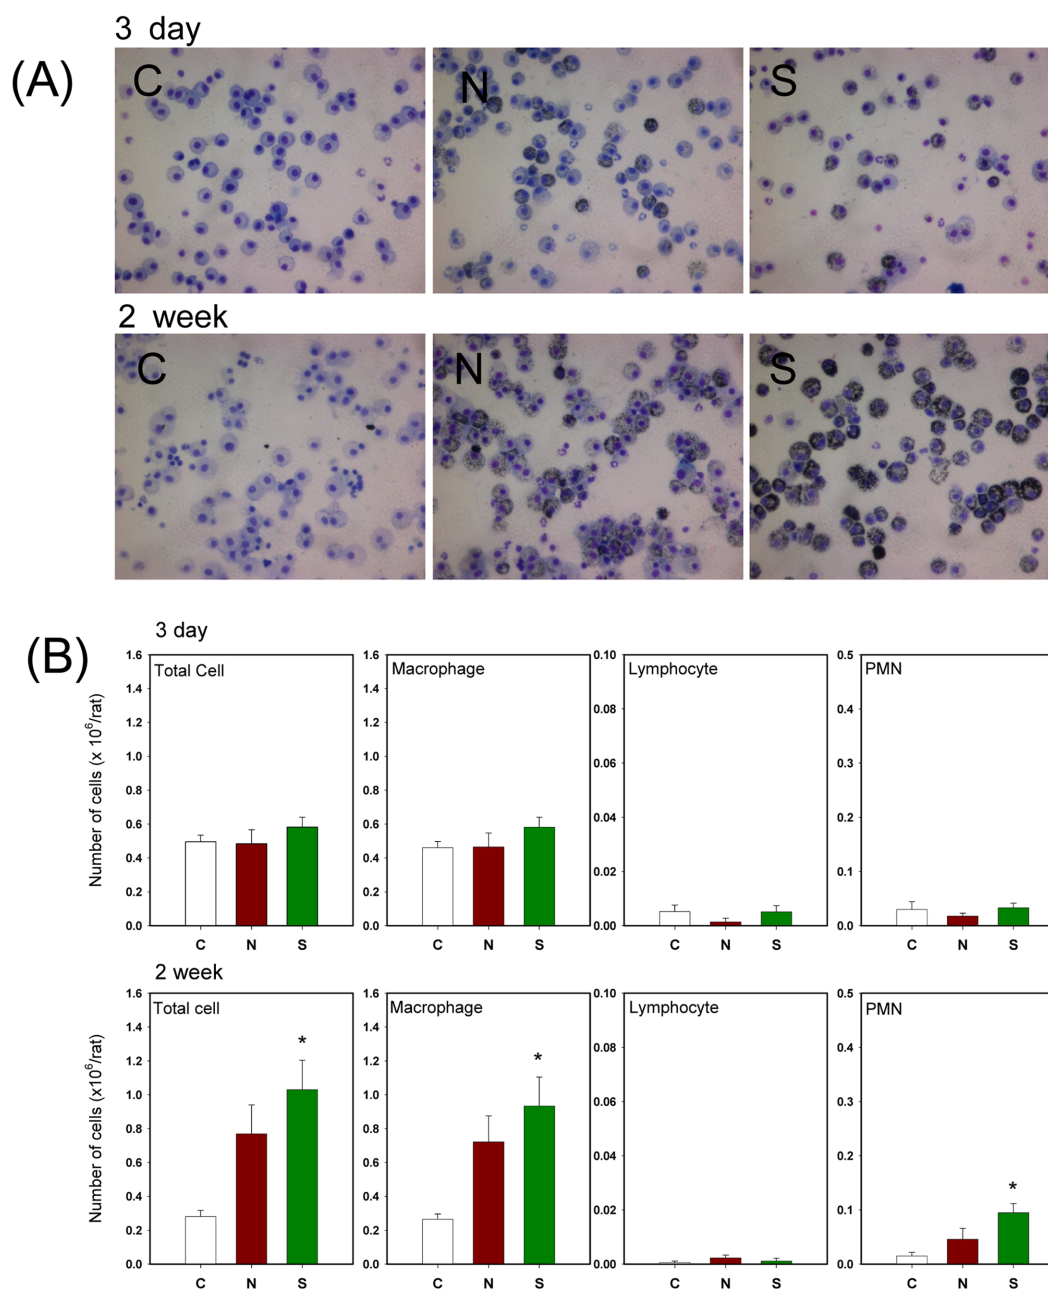 3 day
(A)
C N S
2 week
C N S
(B)
3 day
Number of cells (x 10⁶/rat)
Total Cell
1.6
1.4
1.2
1.0
0.8
0.6
0.4
0.2
0.0
C N S
Macrophage
1.6
1.4
1.2
1.0
0.8
0.6
0.4
0.2
0.0
C N S
Lymphocyte
0.10
0.08
0.06
0.04
0.02
0.00
C N S
PMN
0.5
0.4
0.3
0.2
0.1
0.0
C N S
2 week
Number of cells (x10⁶/rat)
Total cell
1.6
1.4
1.2
1.0
0.8
0.6
0.4
0.2
0.0
*
C N S
Macrophage
1.6
1.4
1.2
1.0
0.8
0.6
0.4
0.2
0.0
*
C N S
Lymphocyte
0.10
0.08
0.06
0.04
0.02
0.00
C N S
PMN
0.5
0.4
0.3
0.2
0.1
0.0
*
C N S